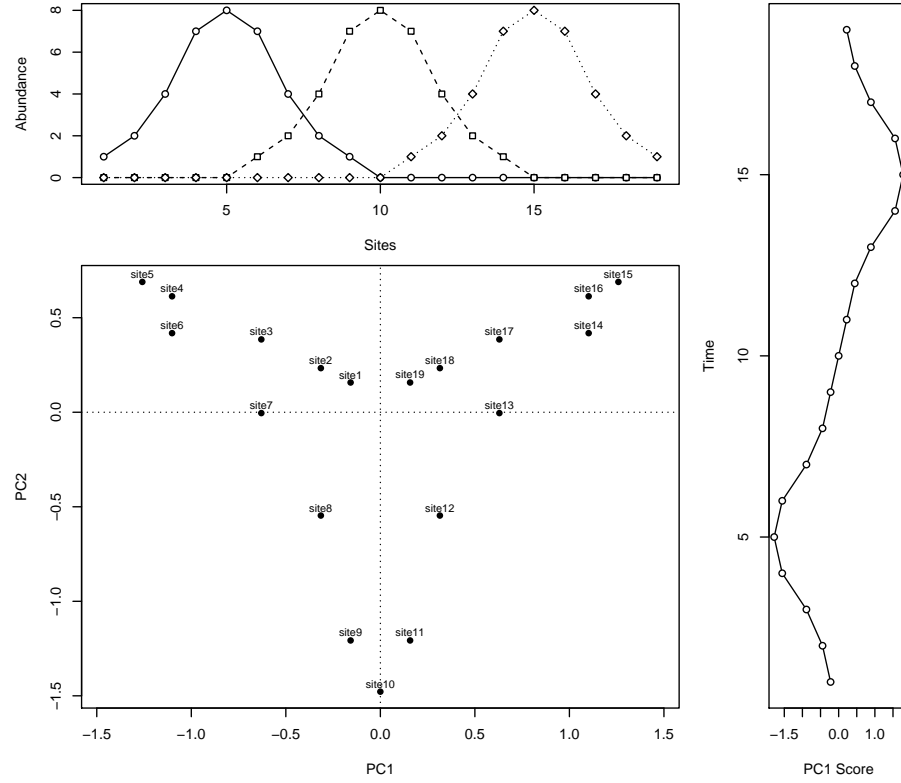 Abundance
8
6
4
2
0
5 10 15
Sites
site5
site4
site6
site3
site2
site1
site7
site8
site9
site10
site11
site12
site13
site19
site18
site17
site14
site16
site15
PC2
0.5
0.0
−0.5
−1.0
−1.5
−1.5 −1.0 −0.5 0.0 0.5 1.0 1.5
PC1
Time
15
10
5
−1.5 0.0 1.0
PC1 Score